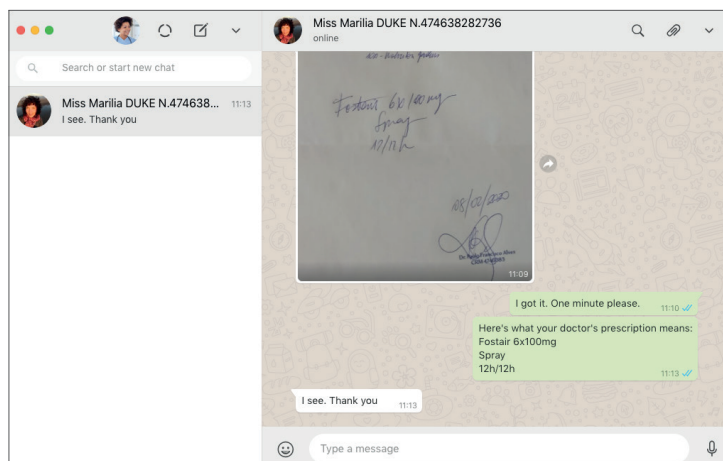 Miss Marilia DUKE N.474638282736
online
Search or start new chat
Miss Marilia DUKE N.474638... 11:13
I see. Thank you
6x100mg
Spray
12/12h
08/02/2020
11:09
I got it. One minute please. 11:10
Here's what your doctor's prescription means:
Fostair 6x100mg
Spray
12h/12h
11:13
I see. Thank you 11:13
Type a message